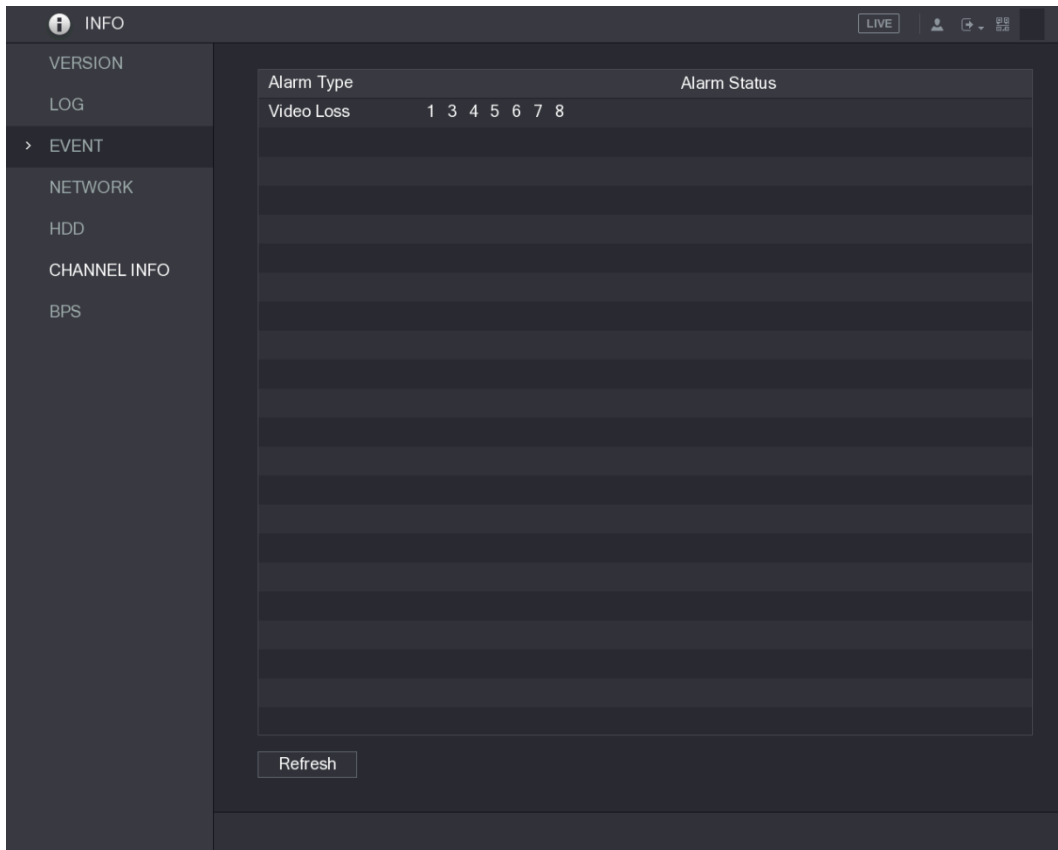 INFO LIVE
VERSION
LOG
EVENT
NETWORK
HDD
CHANNEL INFO
BPS
Alarm Type Alarm Status
Video Loss 1 3 4 5 6 7 8
Refresh